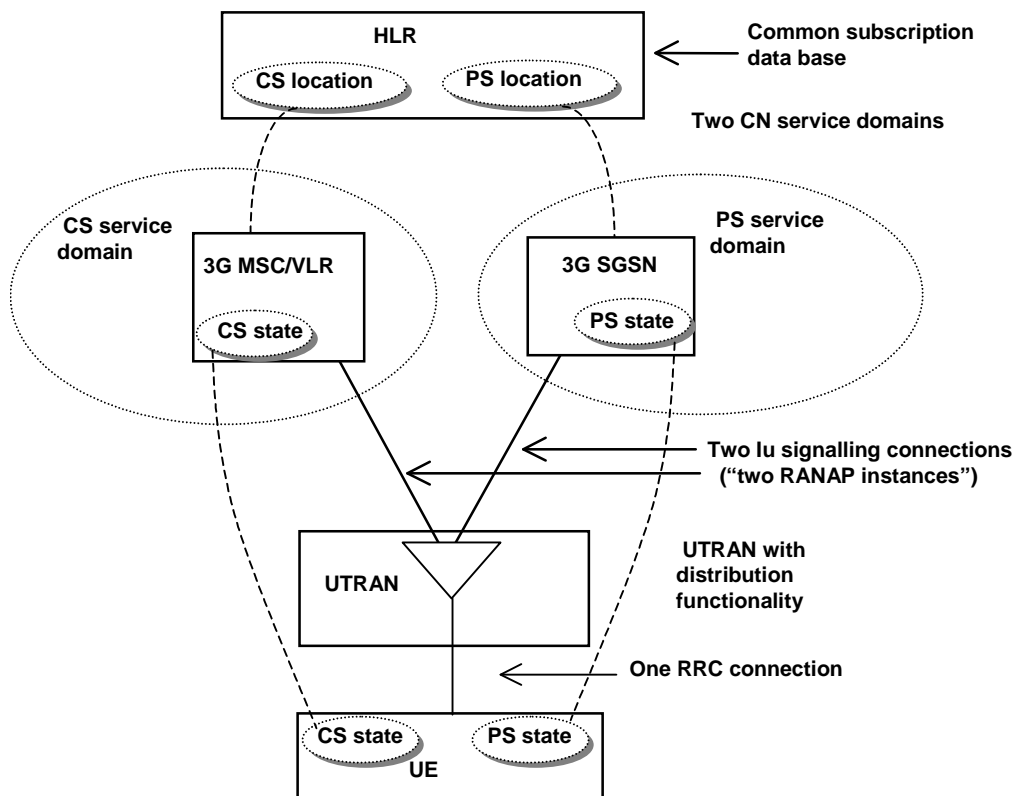 HLR
Common subscription
data base
CS location
PS location
Two CN service domains
CS service
domain
PS service
domain
3G MSC/VLR
3G SGSN
CS state
PS state
Two Iu signalling connections
(“two RANAP instances”)
UTRAN
UTRAN with
distribution
functionality
One RRC connection
CS state
PS state
UE